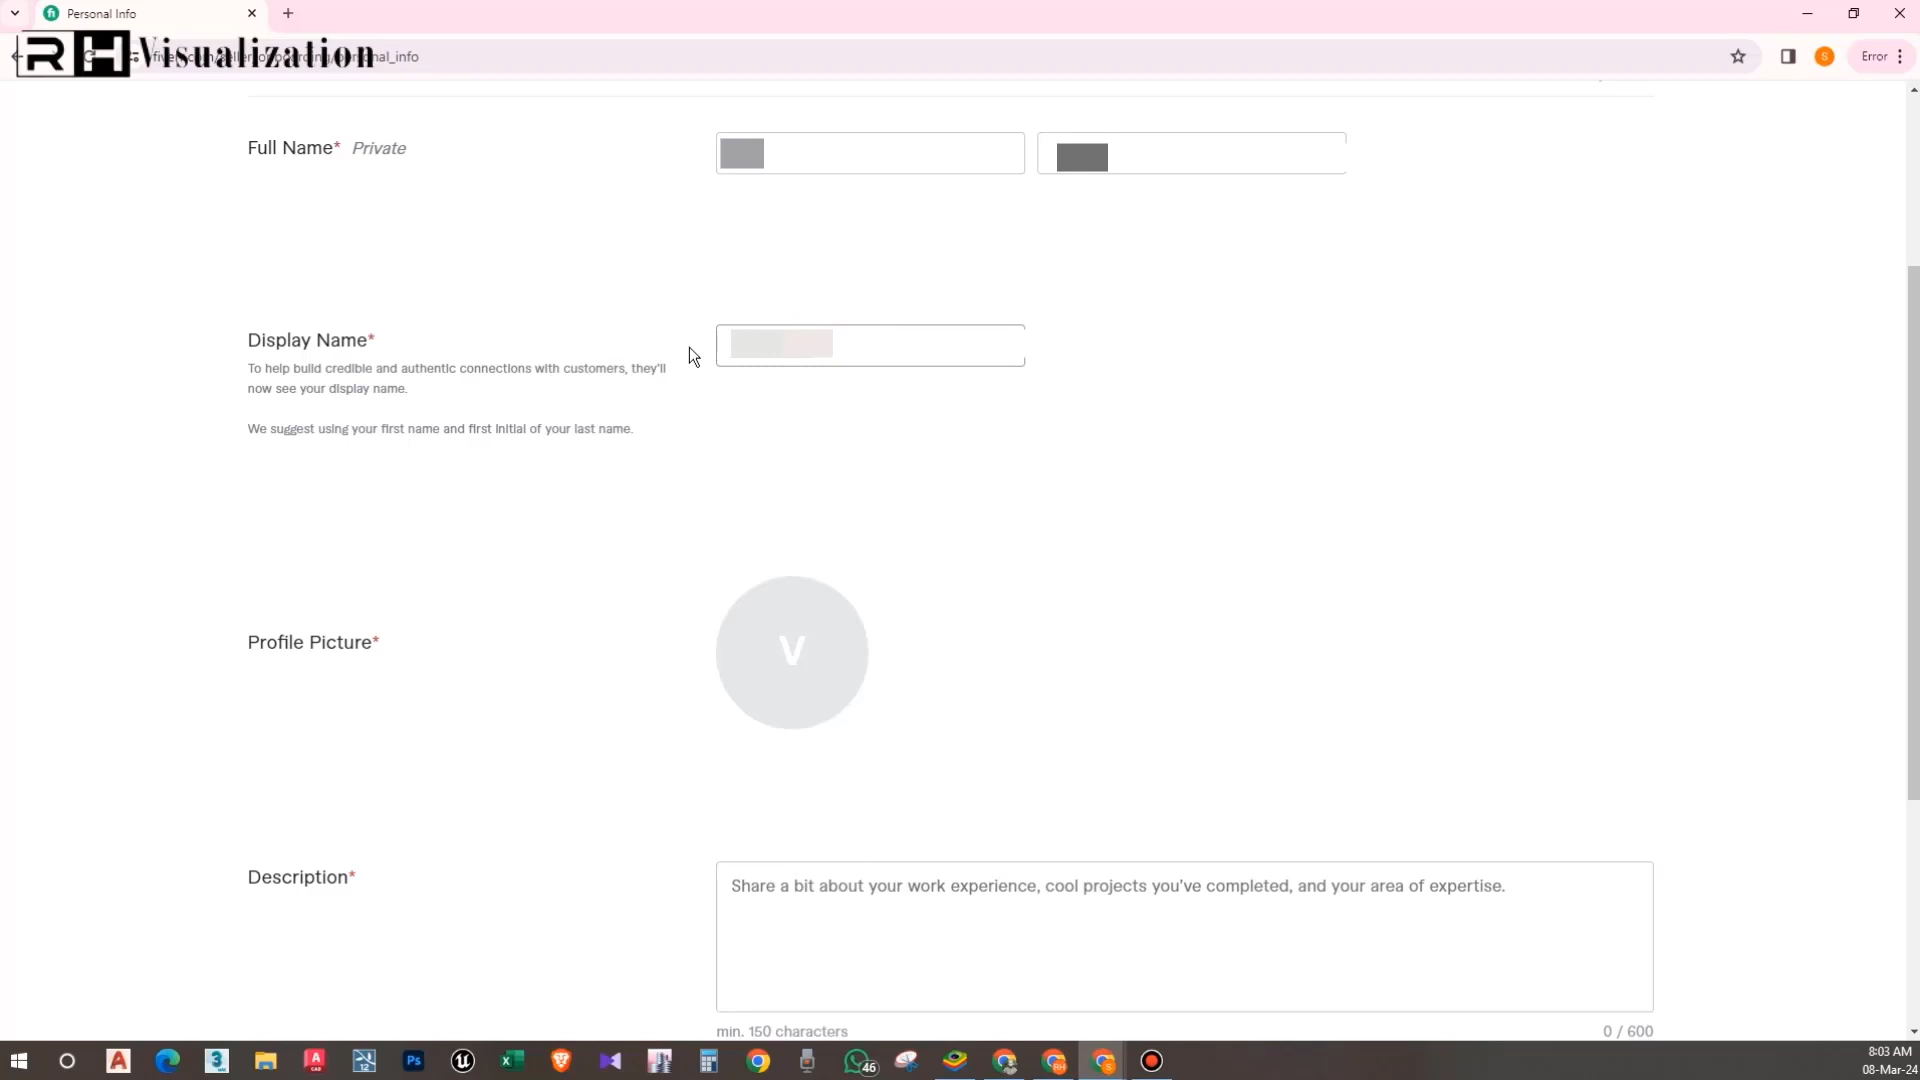 Personal Info
RH Visualization
personal_info
Error
Full Name* Private
Display Name*
To help build credible and authentic connections with customers, they'll
now see your display name.
We suggest using your first name and first initial of your last name.
Profile Picture*
V
Description*
Share a bit about your work experience, cool projects you've completed, and your area of expertise.
min. 150 characters
0 / 600
46
8:03 AM
08-Mar-24